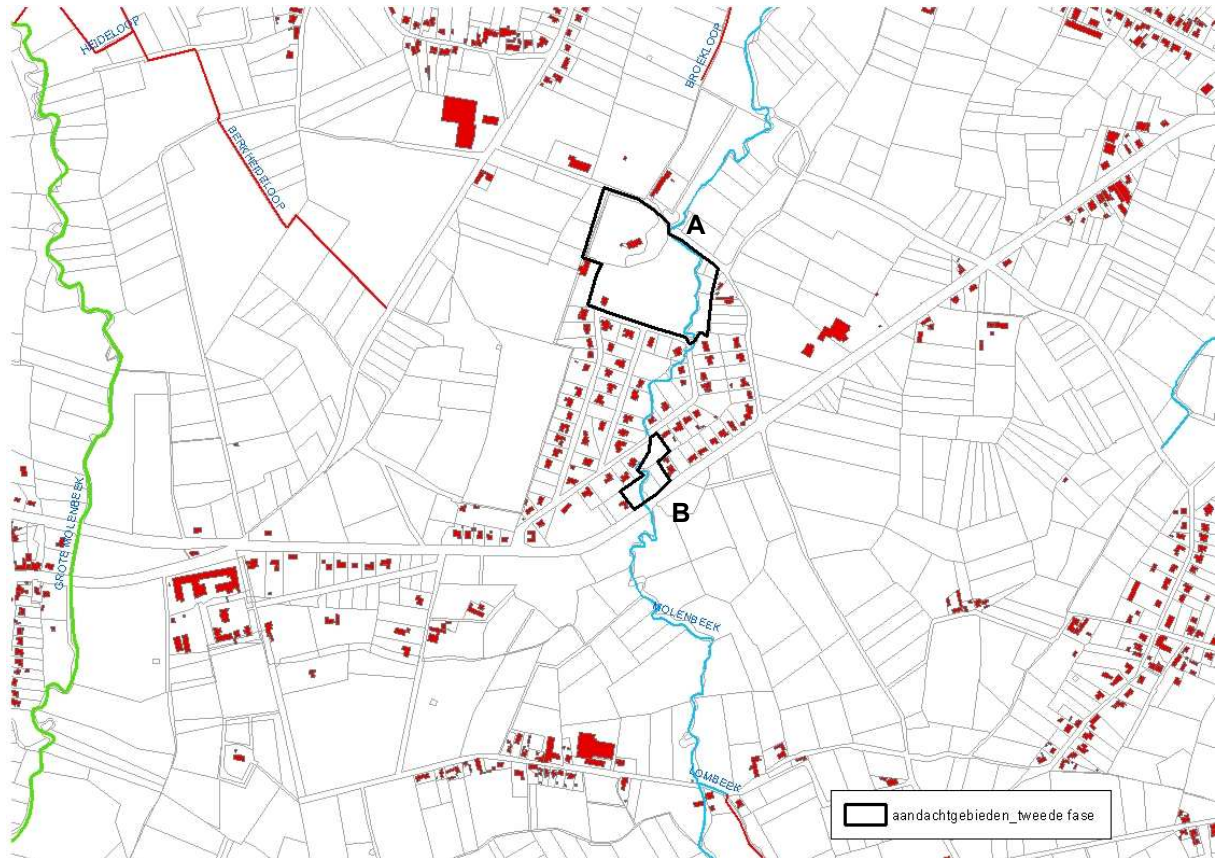 HEIDELOOP
BROEKLOOP
BERKHEIDELOOP
A
GROTE MOLENBEEK
B
MOLENBEEK
LOMBEEK
aandachtgebieden_tweede fase